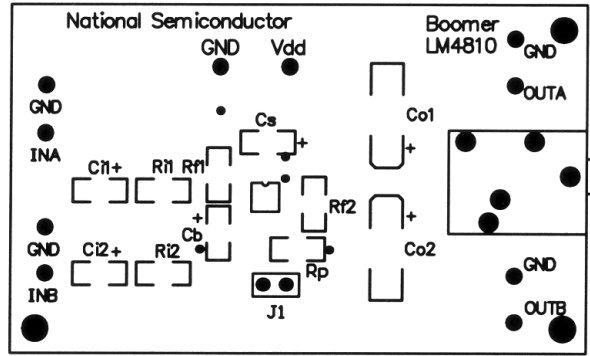 National Semiconductor
Boomer
LM4810
GND
Vdd
GND
OUTA
GND
INA
Cs
+
Co1
+
Ci1+
Ri1
Rf1
+
Cb
Rf2
+
Co2
GND
Ci2+
Ri2
Rp
INB
J1
GND
OUTB